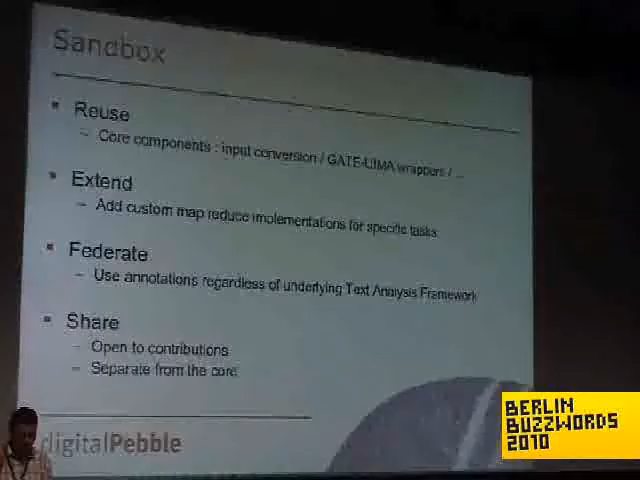 Sandbox
▪ Reuse
– Core components : input conversion / GATE-UIMA wrappers / ...
▪ Extend
– Add custom map reduce implementations for specific tasks
▪ Federate
– Use annotations regardless of underlying Text Analysis Framework
▪ Share
– Open to contributions
– Separate from the core
digitalPebble
BERLIN
BUZZWORDS
2010